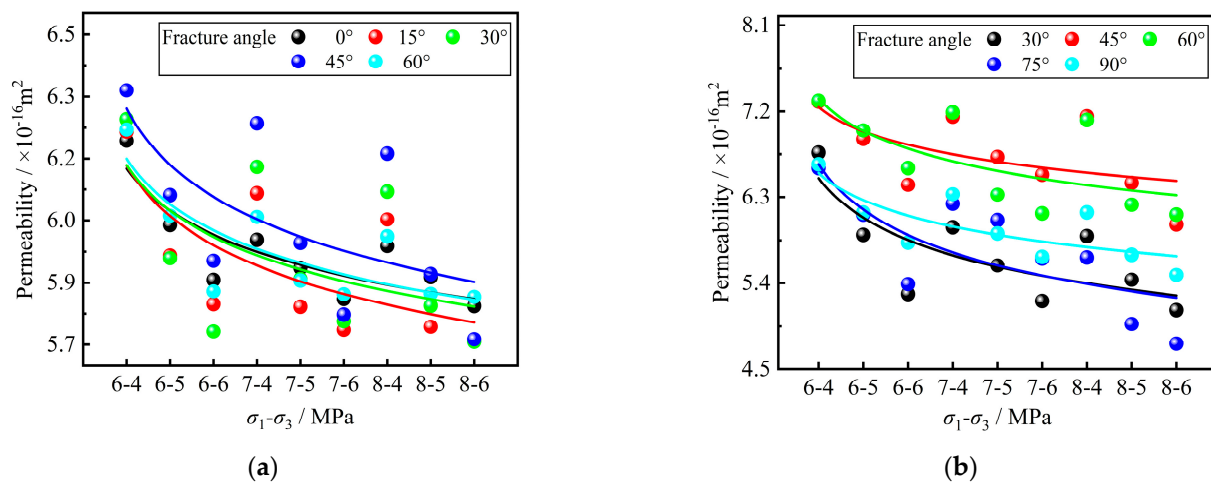 Fracture angle 0° 15° 30°
45° 60°
Permeability / ×10⁻¹⁶m²
6.5
6.3
6.2
6.0
5.9
5.7
6-4 6-5 6-6 7-4 7-5 7-6 8-4 8-5 8-6
σ₁-σ₃ / MPa
(a)
Fracture angle 30° 45° 60°
75° 90°
Permeability / ×10⁻¹⁶m²
8.1
7.2
6.3
5.4
4.5
6-4 6-5 6-6 7-4 7-5 7-6 8-4 8-5 8-6
σ₁-σ₃ / MPa
(b)